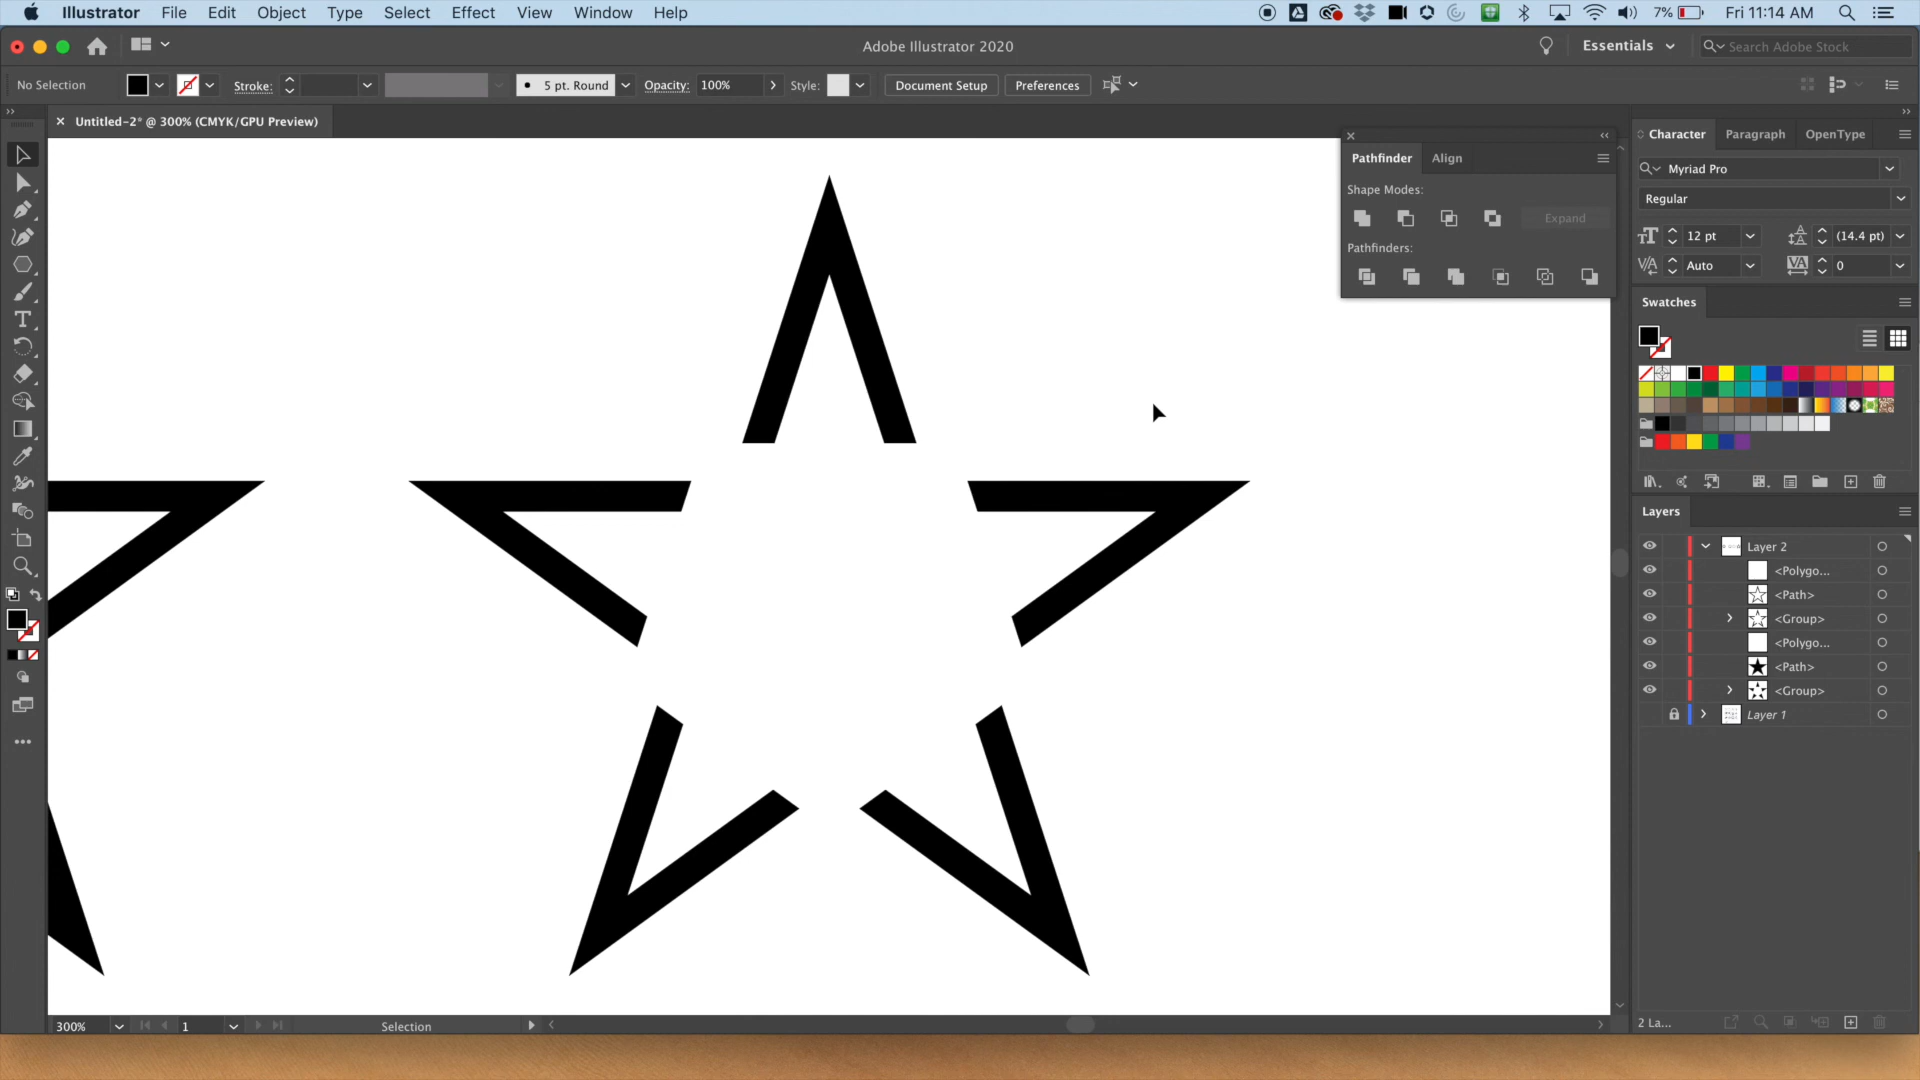 Illustrator File Edit Object Type Select Effect View Window Help 7% Fri 11:14 AM
Adobe Illustrator 2020 Essentials Search Adobe Stock
No Selection Stroke: 5 pt. Round Opacity: 100% Style: Document Setup Preferences
Untitled-2* @ 300% (CMYK/GPU Preview)
Pathfinder Align
Shape Modes:
Expand
Pathfinders:
Character Paragraph OpenType
Myriad Pro
Regular
12 pt (14.4 pt)
Auto 0
Swatches
Layers
Layer 2
<Polygo...
<Path>
<Group>
<Polygo...
<Path>
<Group>
Layer 1
2 La...
300% 1 Selection